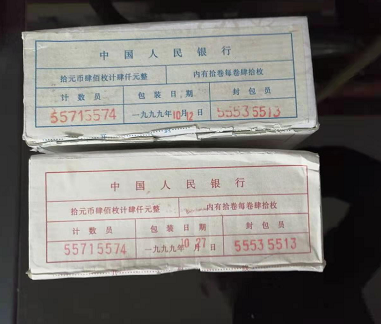 中国人民银行
拾元币肆佰枚计肆仟元整 内有拾卷每卷肆拾枚
计数员 包装日期 封包员
55715574 一九九九年10月12日 55535513
中国人民银行
拾元币肆佰枚计肆仟元整 内有拾卷每卷肆拾枚
计数员 包装日期 封包员
55715574 一九九九年10月27日 55535513